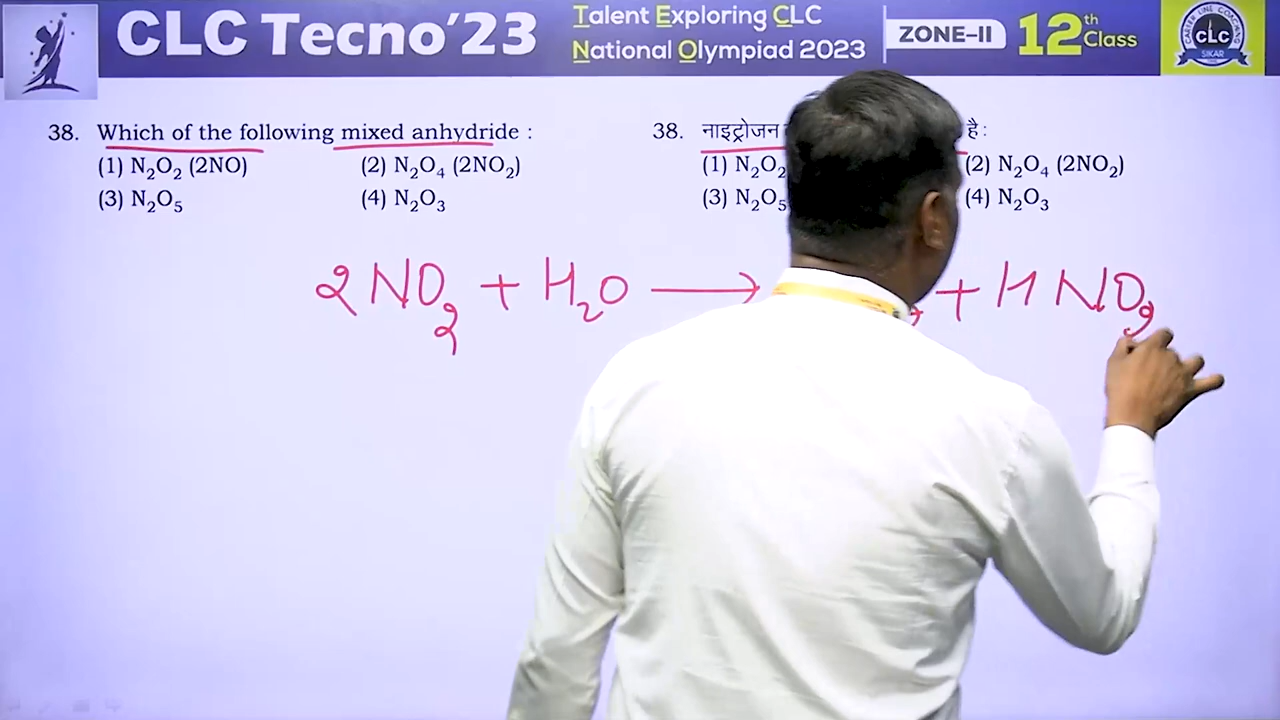 CLC Tecno'23
Talent Exploring CLC
National Olympiad 2023
ZONE–II
12th Class
CLC
SIKAR
38. Which of the following mixed anhydride :
(1) N₂O₂ (2NO) (2) N₂O₄ (2NO₂)
(3) N₂O₅ (4) N₂O₃
38. नाइट्रोजन है :
(1) N₂O₂ (2) N₂O₄ (2NO₂)
(3) N₂O₅ (4) N₂O₃
2NO₂ + H₂O ⟶ + HNO